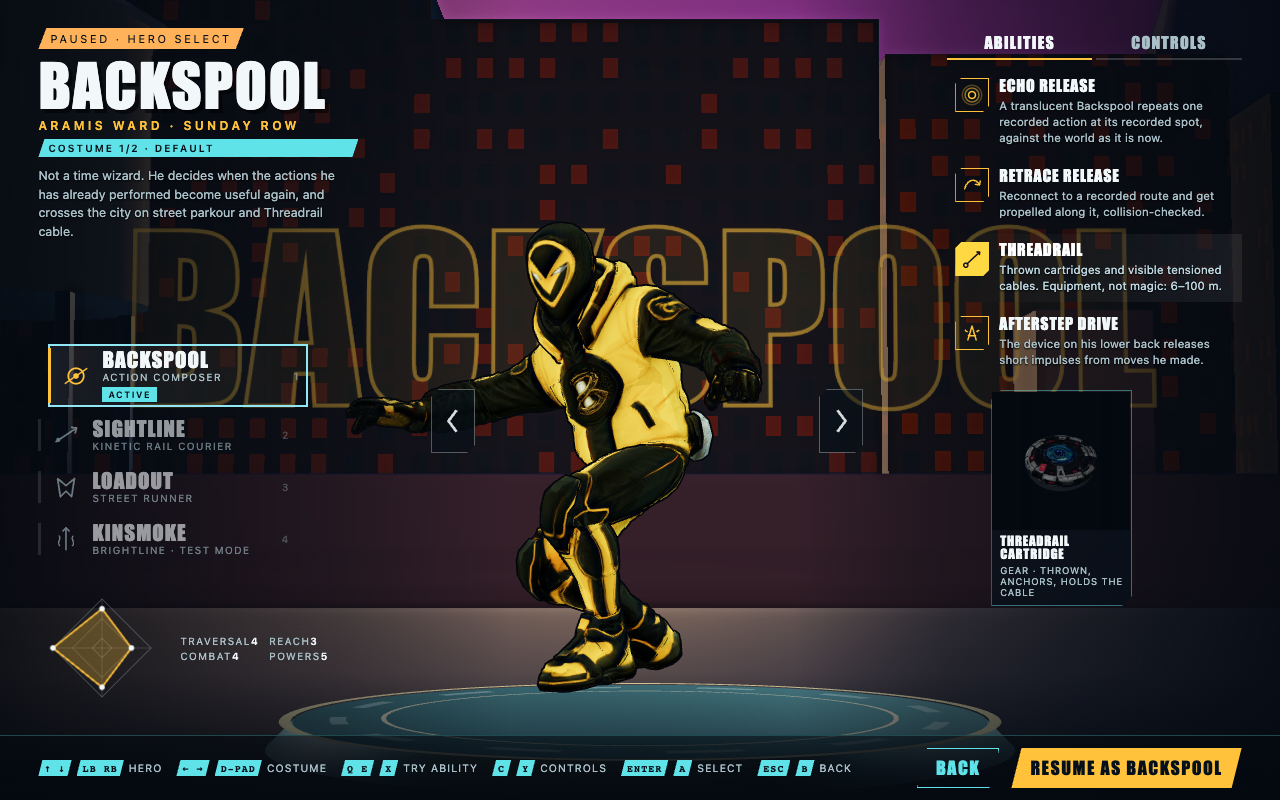 PAUSED · HERO SELECT
BACKSPOOL
ARAMIS WARD · SUNDAY ROW
COSTUME 1/2 · DEFAULT
Not a time wizard. He decides when the actions he
has already performed become useful again, and
crosses the city on street parkour and Threadrail
cable.
BACKSPOOL
BACKSPOOL
ACTION COMPOSER
ACTIVE
1
SIGHTLINE
KINETIC RAIL COURIER
2
LOADOUT
STREET RUNNER
3
KINSMOKE
BRIGHTLINE · TEST MODE
4
TRAVERSAL4 REACH3
COMBAT4 POWERS5
ABILITIES CONTROLS
ECHO RELEASE
A translucent Backspool repeats one
recorded action at its recorded spot,
against the world as it is now.
RETRACE RELEASE
Reconnect to a recorded route and get
propelled along it, collision-checked.
THREADRAIL
Thrown cartridges and visible tensioned
cables. Equipment, not magic: 6–100 m.
AFTERSTEP DRIVE
The device on his lower back releases
short impulses from moves he made.
THREADRAIL
CARTRIDGE
GEAR · THROWN,
ANCHORS, HOLDS THE
CABLE
↑ ↓ LB RB HERO ← → D-PAD COSTUME Q E X TRY ABILITY C Y CONTROLS ENTER A SELECT ESC B BACK
BACK
RESUME AS BACKSPOOL